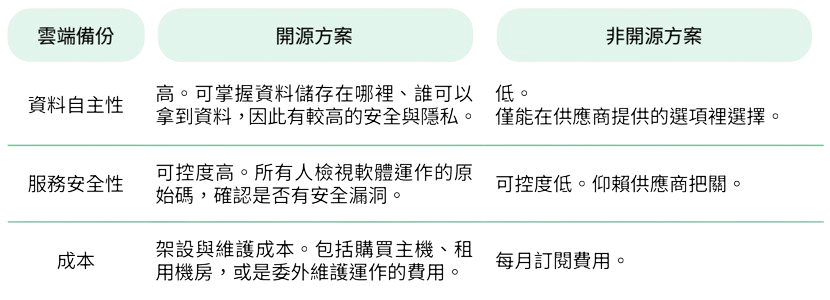 雲端備份 開源方案 非開源方案
資料自主性
高。可掌握資料儲存在哪裡、誰可以
拿到資料，因此有較高的安全與隱私。
低。
僅能在供應商提供的選項裡選擇。
服務安全性
可控度高。所有人檢視軟體運作的原
始碼，確認是否有安全漏洞。
可控度低。仰賴供應商把關。
成本
架設與維護成本。包括購買主機、租
用機房，或是委外維護運作的費用。
每月訂閱費用。